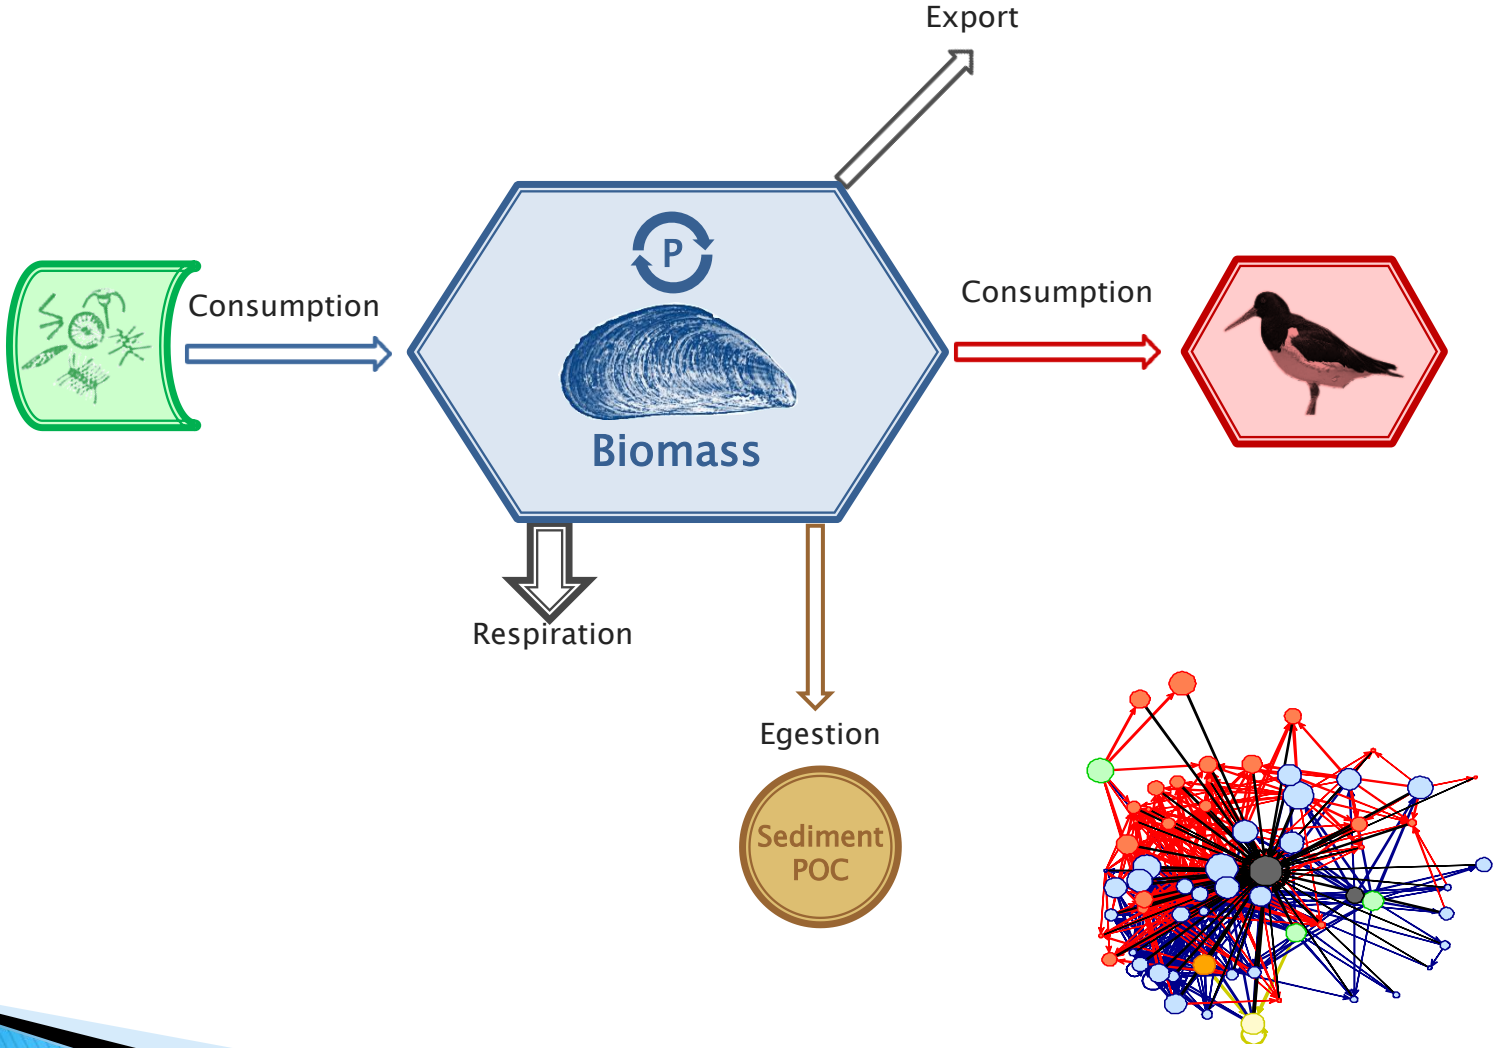 Export
P
Consumption
Consumption
Biomass
Respiration
Egestion
Sediment
POC